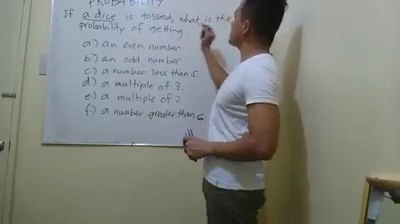 PROBABILITY
If a dice is tossed, what is the
probability of getting
a) an even number
b) an odd number
c) a number less than 5
d) a multiple of 3.
e) a multiple of 2
f) a number greater than 6